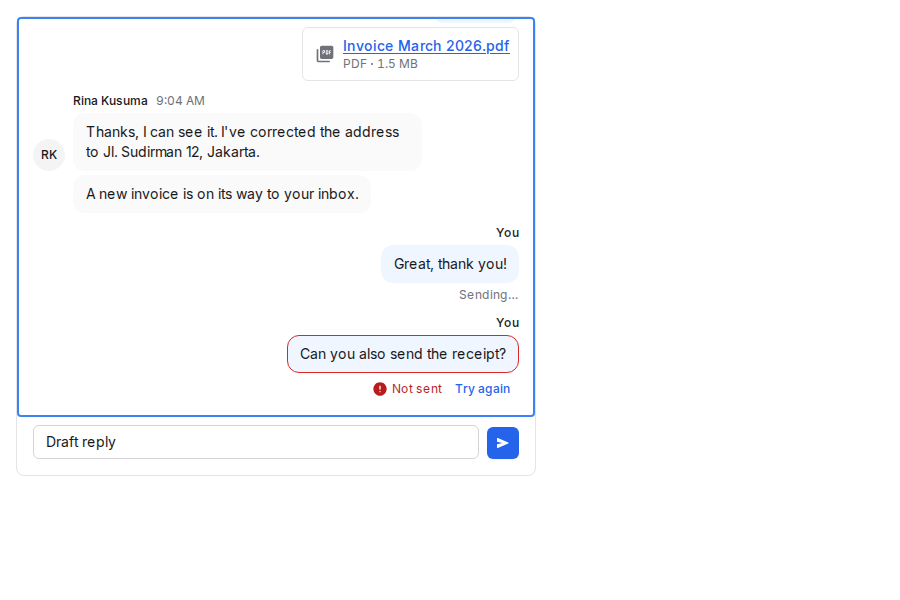 Invoice March 2026.pdf
PDF · 1.5 MB
Rina Kusuma 9:04 AM
Thanks, I can see it. I've corrected the address
to Jl. Sudirman 12, Jakarta.
RK
A new invoice is on its way to your inbox.
You
Great, thank you!
Sending...
You
Can you also send the receipt?
Not sent Try again
Draft reply